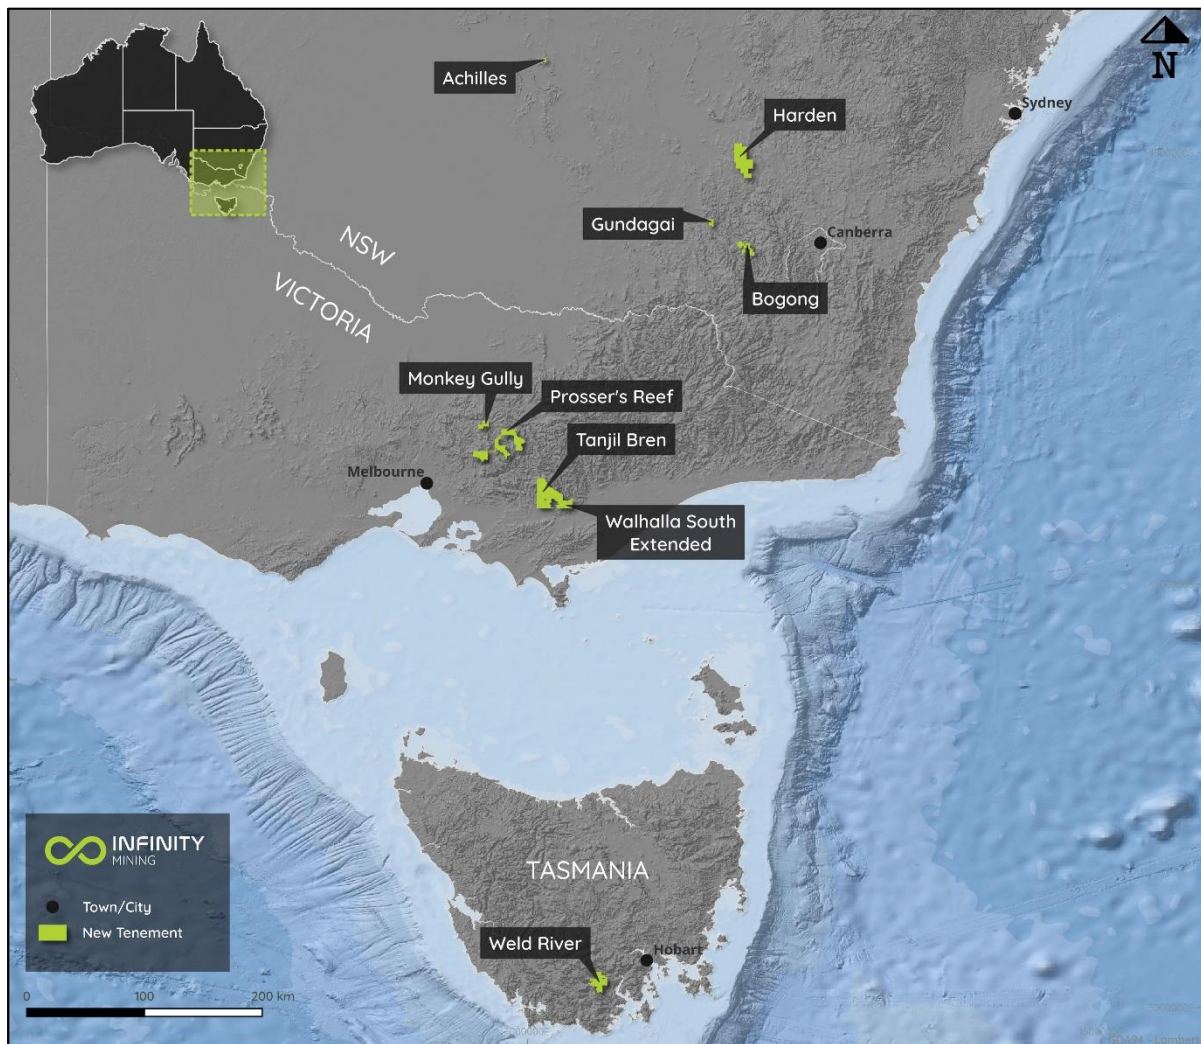 N
Achilles
Harden
Sydney
Gundagai
Canberra
Bogong
NSW
VICTORIA
Monkey Gully
Prosser's Reef
Tanjil Bren
Melbourne
Walhalla South
Extended
TASMANIA
Weld River
Hobart
INFINITY
MINING
Town/City
New Tenement
0 100 200 km